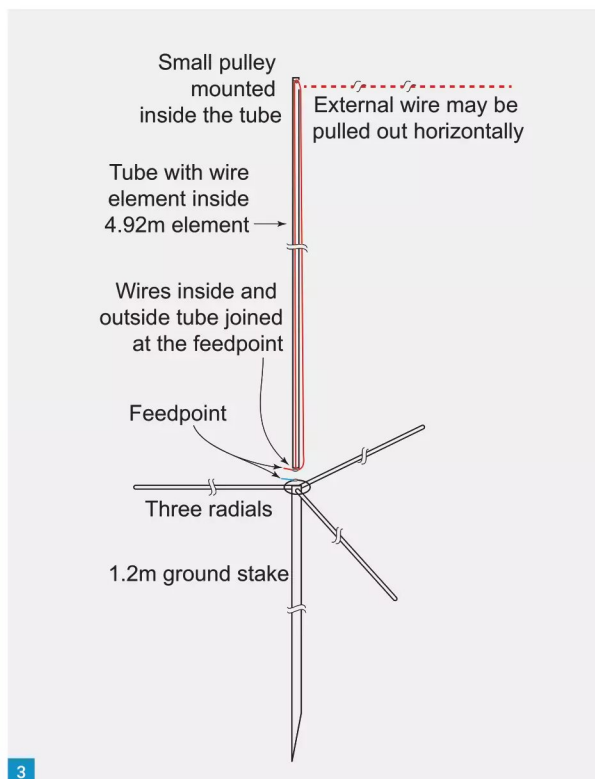 Small pulley
mounted
inside the tube
External wire may be
pulled out horizontally
Tube with wire
element inside
4.92m element
Wires inside and
outside tube joined
at the feedpoint
Feedpoint
Three radials
1.2m ground stake
3